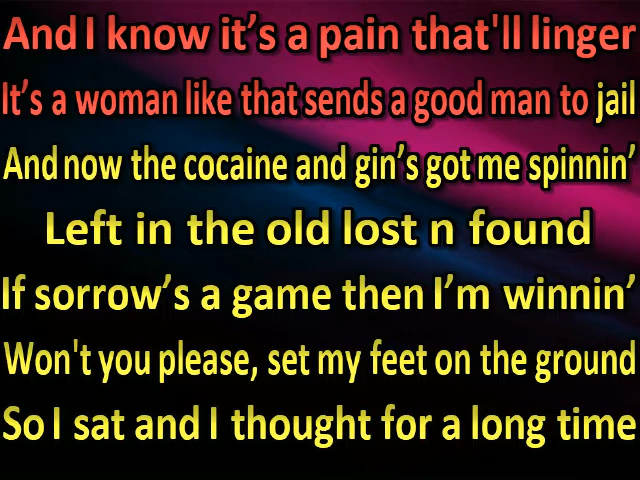 And I know it’s a pain that'll linger
It’s a woman like that sends a good man to jail
And now the cocaine and gin’s got me spinnin’
Left in the old lost n found
If sorrow’s a game then I’m winnin’
Won't you please, set my feet on the ground
So I sat and I thought for a long time